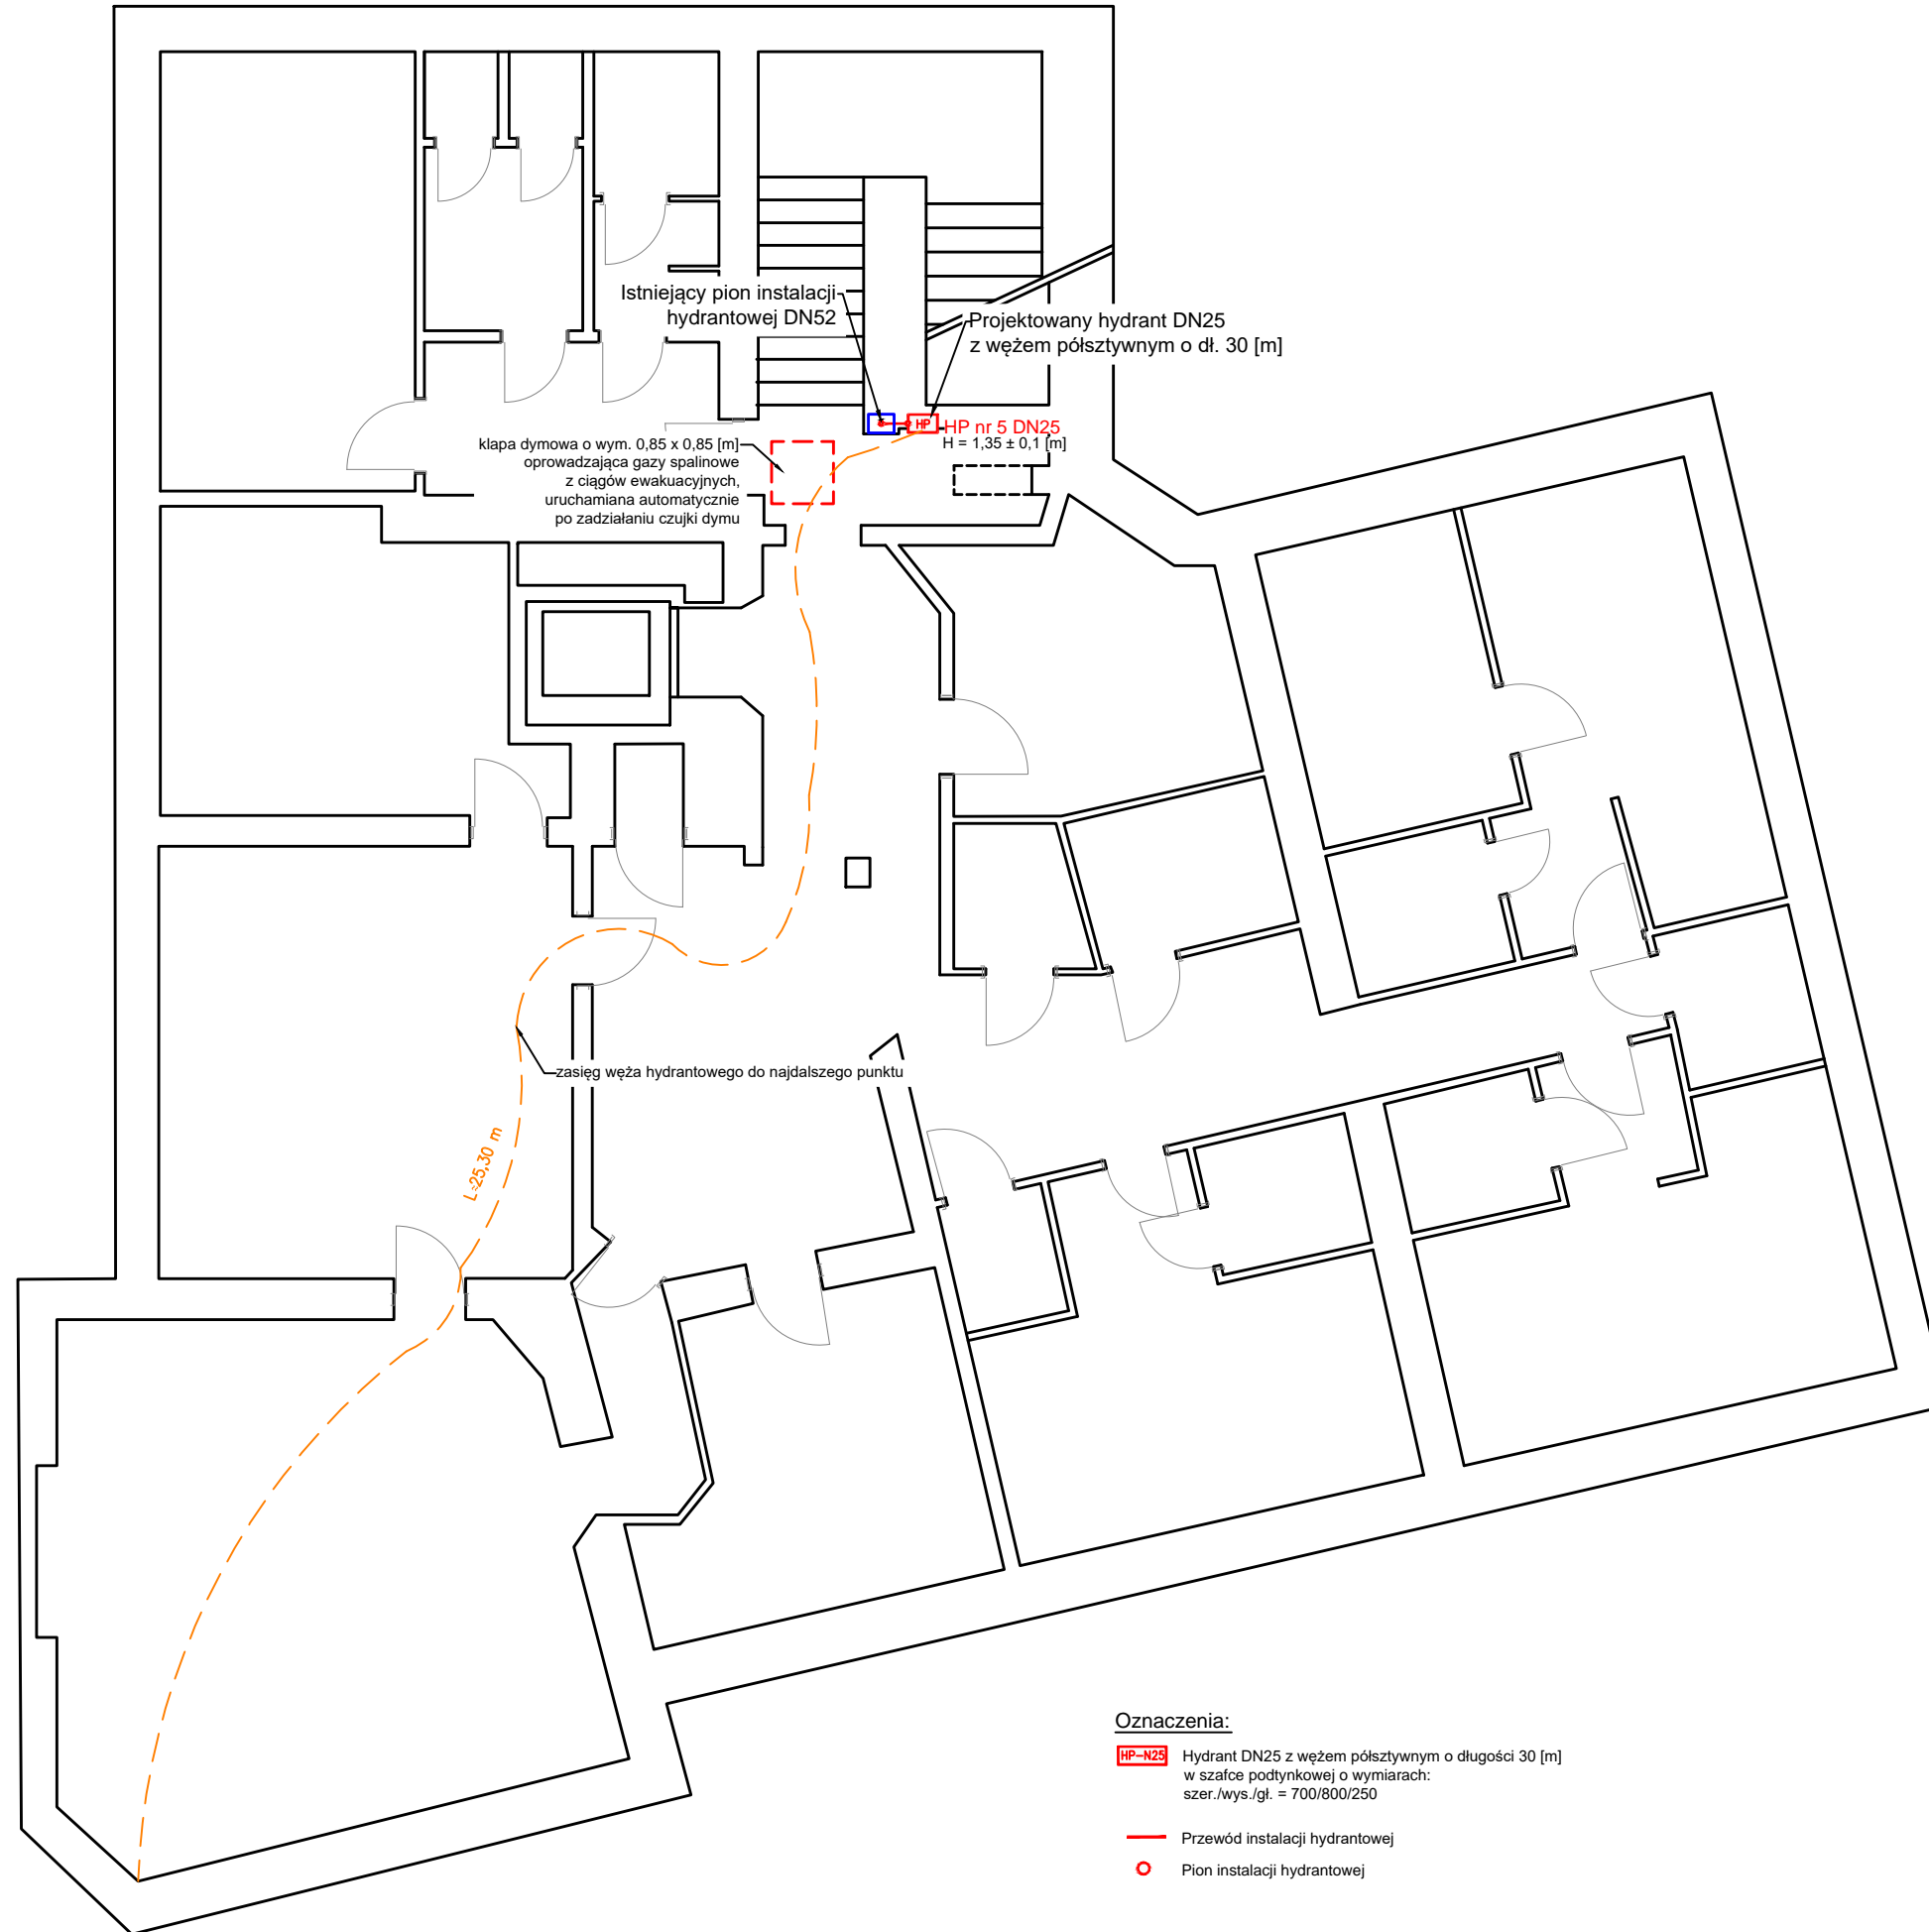 Istniejący pion instalacji
hydrantowej DN52
Projektowany hydrant DN25
z wężem półsztywnym o dł. 30 [m]
HP
HP nr 5 DN25
H = 1,35 ± 0,1 [m]
klapa dymowa o wym. 0,85 x 0,85 [m]
oprowadzająca gazy spalinowe
z ciągów ewakuacyjnych,
uruchamiana automatycznie
po zadziałaniu czujki dymu
zasięg węża hydrantowego do najdalszego punktu
L=25,30 m
Oznaczenia:
HP-N25
Hydrant DN25 z wężem półsztywnym o długości 30 [m]
w szafce podtynkowej o wymiarach:
szer./wys./gł. = 700/800/250
Przewód instalacji hydrantowej
Pion instalacji hydrantowej